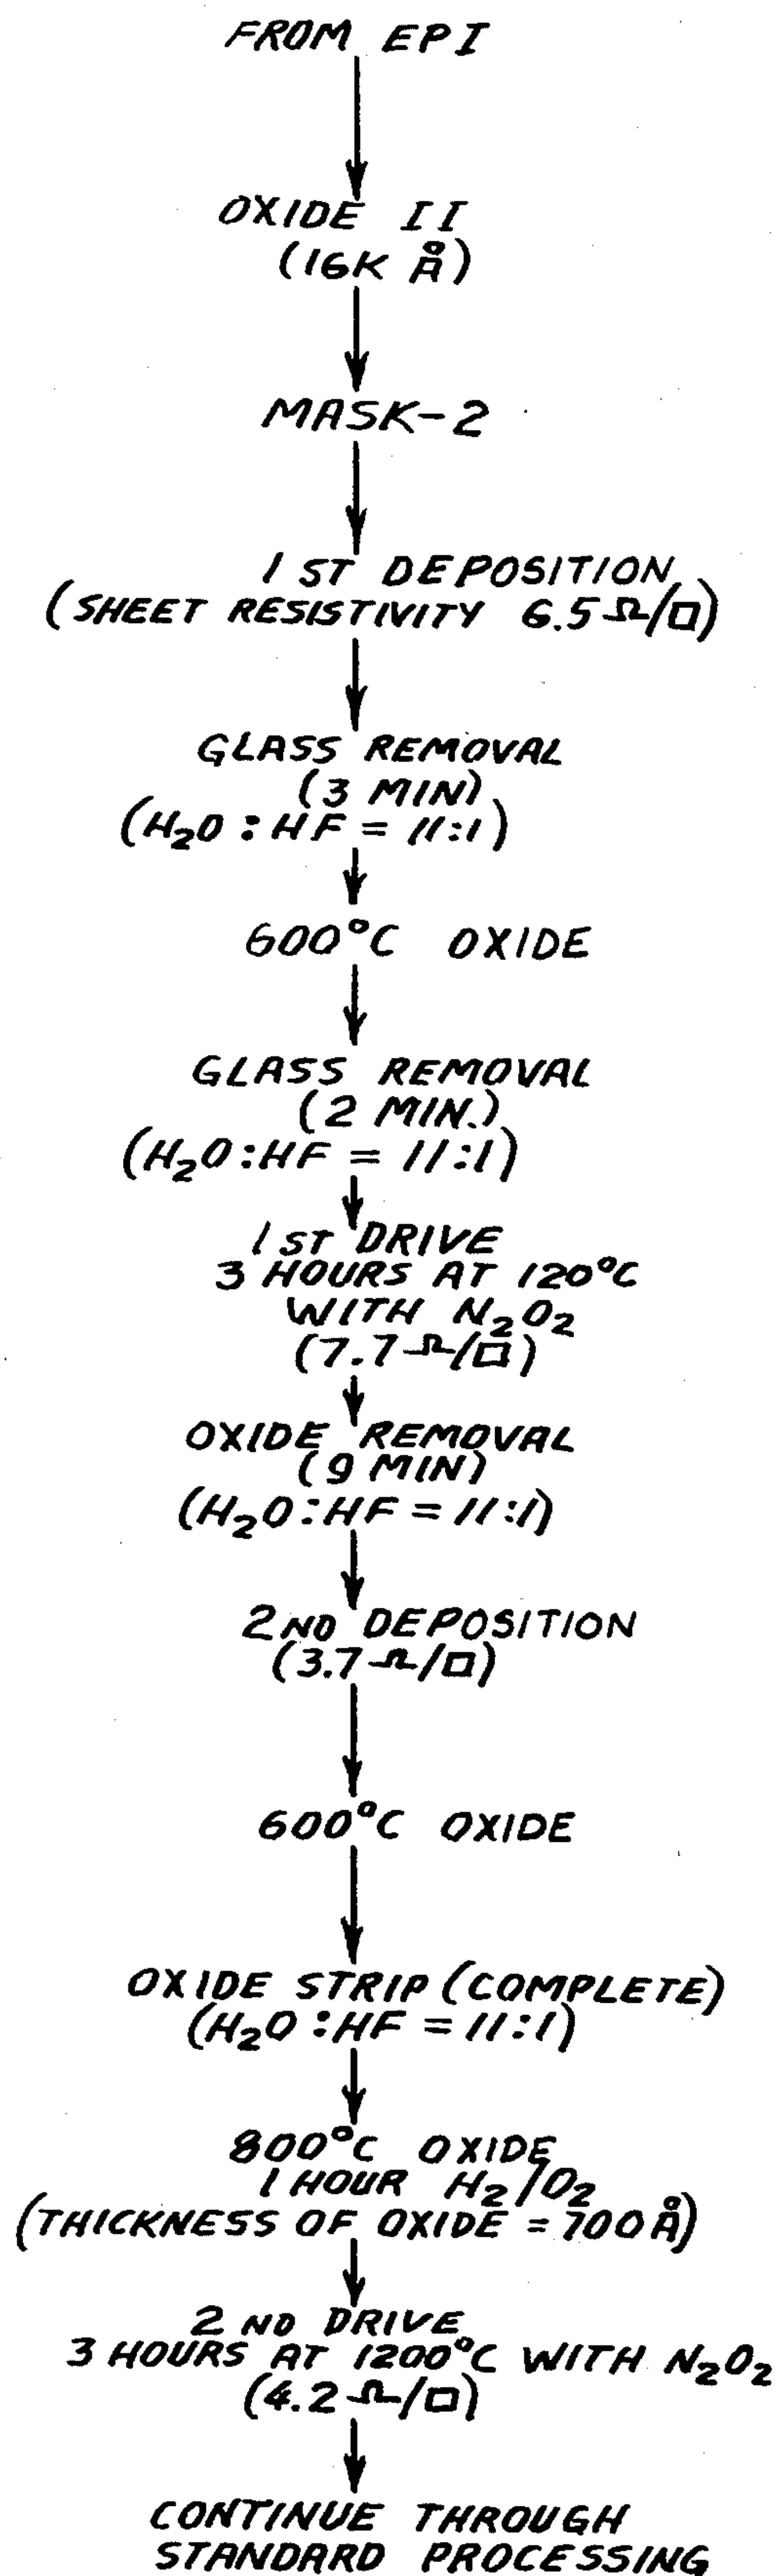 FROM EPI
OXIDE II
(16K Å)
MASK-2
1 ST DEPOSITION
(SHEET RESISTIVITY 6.5 Ω/□)
GLASS REMOVAL
(3 MIN)
(H₂O : HF = 11:1)
600°C OXIDE
GLASS REMOVAL
(2 MIN.)
(H₂O:HF = 11:1)
1 ST DRIVE
3 HOURS AT 120°C
WITH N₂O₂
(7.7 Ω/□)
OXIDE REMOVAL
(9 MIN)
(H₂O:HF = 11:1)
2ND DEPOSITION
(3.7 Ω/□)
600°C OXIDE
OXIDE STRIP (COMPLETE)
(H₂O :HF = 11:1)
800°C OXIDE
1 HOUR H₂/O₂
(THICKNESS OF OXIDE = 700 Å)
2 ND DRIVE
3 HOURS AT 1200°C WITH N₂O₂
(4.2 Ω/□)
CONTINUE THROUGH
STANDARD PROCESSING